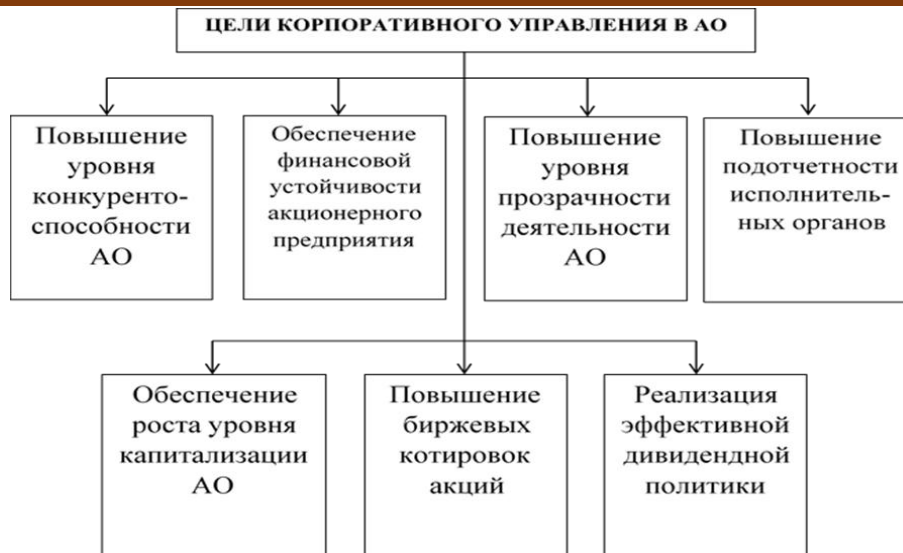 ЦЕЛИ КОРПОРАТИВНОГО УПРАВЛЕНИЯ В АО
Повышение
уровня
конкуренто-
способности
АО
Обеспечение
финансовой
устойчивости
акционерного
предприятия
Повышение
уровня
прозрачности
деятельности
АО
Повышение
подотчетности
исполнитель-
ных органов
Обеспечение
роста уровня
капитализации
АО
Повышение
биржевых
котировок
акций
Реализация
эффективной
дивидендной
политики